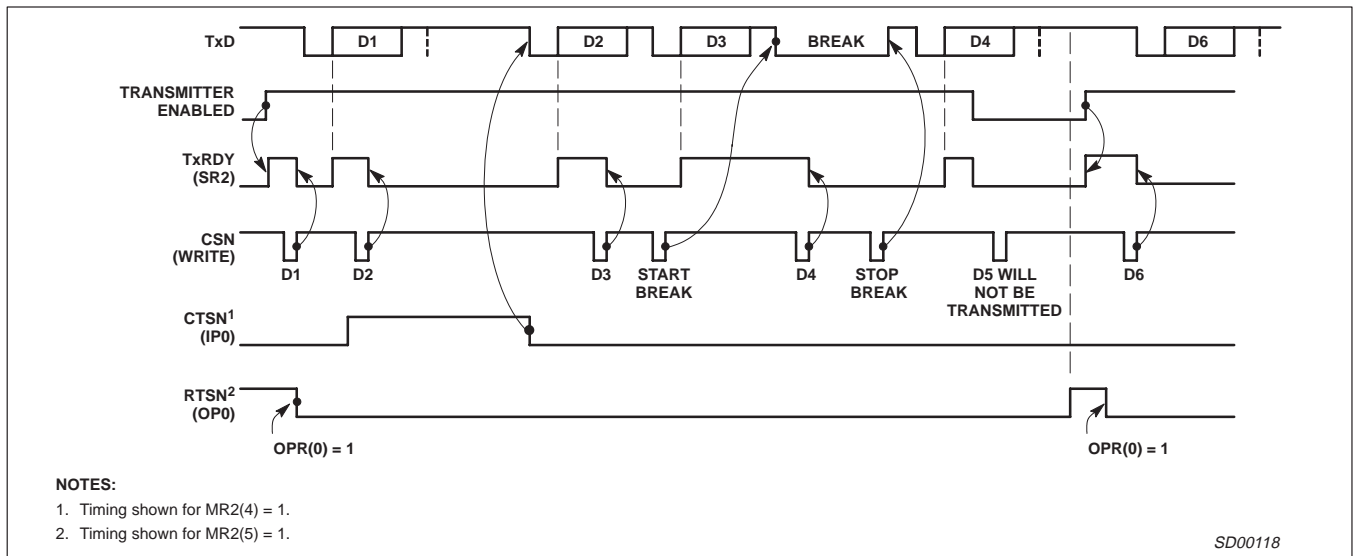 TxD
D1
D2
D3
BREAK
D4
D6
TRANSMITTER
ENABLED
TxRDY
(SR2)
CSN
(WRITE)
D1
D2
D3
START
BREAK
D4
STOP
BREAK
D5 WILL
NOT BE
TRANSMITTED
D6
CTSN1
(IP0)
RTSN2
(OP0)
OPR(0) = 1
OPR(0) = 1
NOTES:
1. Timing shown for MR2(4) = 1.
2. Timing shown for MR2(5) = 1.
SD00118